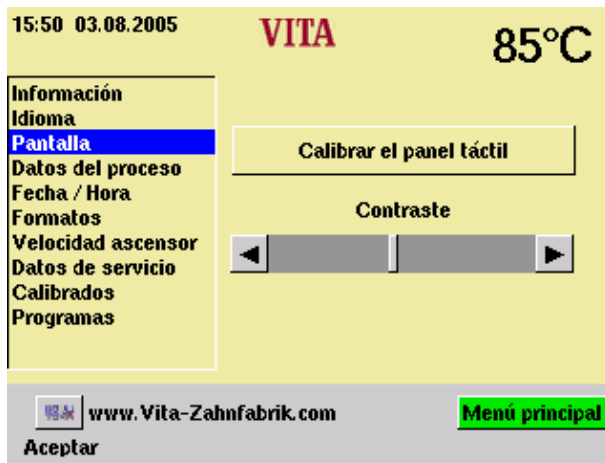 15:50 03.08.2005
VITA
85°C
Información
Idioma
Pantalla
Datos del proceso
Fecha / Hora
Formatos
Velocidad ascensor
Datos de servicio
Calibrados
Programas
Calibrar el panel táctil
Contraste
www.Vita-Zahnfabrik.com
Menú principal
Aceptar